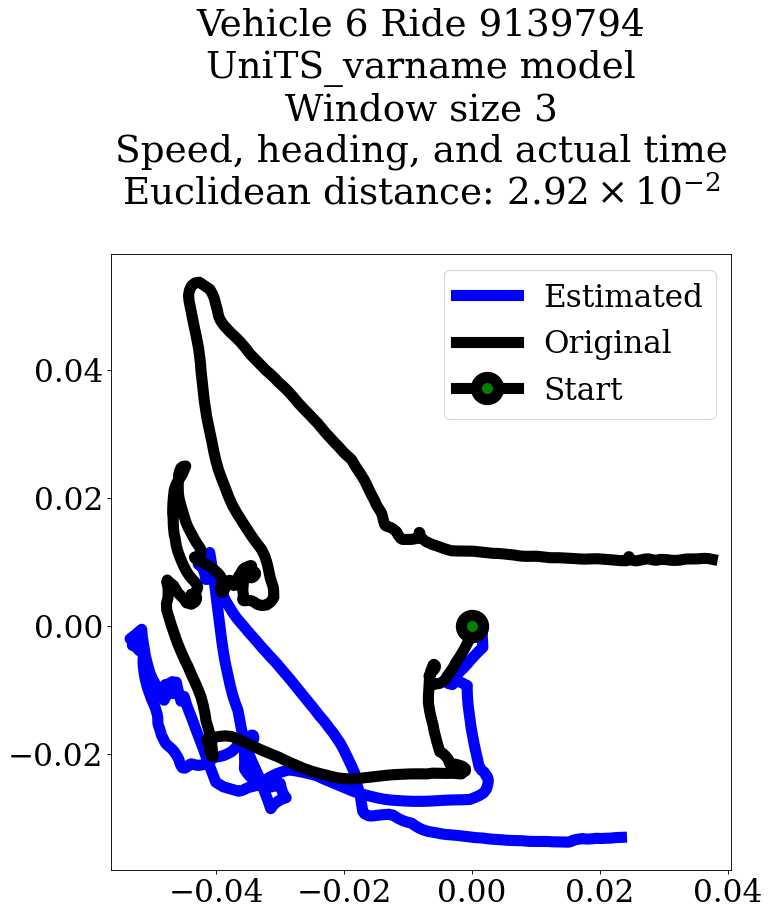 Vehicle 6 Ride 9139794
UniTS_varname model
Window size 3
Speed, heading, and actual time
Euclidean distance: 2.92 × 10⁻²
Estimated
Original
Start
0.04
0.02
0.00
−0.02
−0.04 −0.02 0.00 0.02 0.04